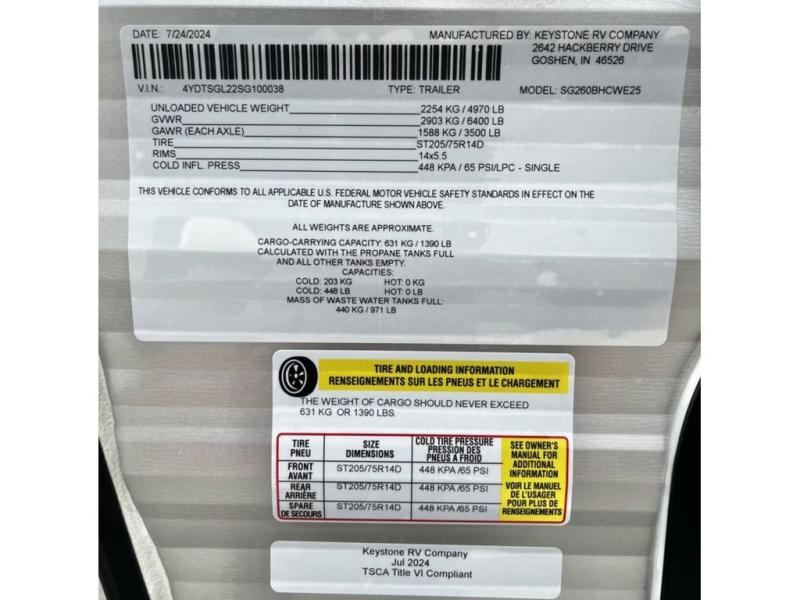 DATE: 7/24/2024 MANUFACTURED BY: KEYSTONE RV COMPANY
2642 HACKBERRY DRIVE
GOSHEN, IN 46526
V.I.N.: 4YDTSGL22SG100038 TYPE: TRAILER MODEL: SG260BHCWE25
UNLOADED VEHICLE WEIGHT 2254 KG / 4970 LB
GVWR 2903 KG / 6400 LB
GAWR (EACH AXLE) 1588 KG / 3500 LB
TIRE ST205/75R14D
RIMS 14x5.5
COLD INFL. PRESS 448 KPA / 65 PSI/LPC - SINGLE
THIS VEHICLE CONFORMS TO ALL APPLICABLE U.S. FEDERAL MOTOR VEHICLE SAFETY STANDARDS IN EFFECT ON THE
DATE OF MANUFACTURE SHOWN ABOVE.
ALL WEIGHTS ARE APPROXIMATE.
CARGO-CARRYING CAPACITY: 631 KG / 1390 LB
CALCULATED WITH THE PROPANE TANKS FULL
AND ALL OTHER TANKS EMPTY.
CAPACITIES:
COLD: 203 KG HOT: 0 KG
COLD: 448 LB HOT: 0 LB
MASS OF WASTE WATER TANKS FULL:
440 KG / 971 LB
TIRE AND LOADING INFORMATION
RENSEIGNEMENTS SUR LES PNEUS ET LE CHARGEMENT
THE WEIGHT OF CARGO SHOULD NEVER EXCEED
631 KG OR 1390 LBS.
TIRE
PNEU
SIZE
DIMENSIONS
COLD TIRE PRESSURE
PRESSION DES
PNEUS A FROID
SEE OWNER'S
MANUAL FOR
ADDITIONAL
INFORMATION
VOIR LE MANUEL
DE L'USAGER
POUR PLUS DE
RENSEIGNEMENTS
FRONT
AVANT
ST205/75R14D 448 KPA /65 PSI
REAR
ARRIÈRE
ST205/75R14D 448 KPA /65 PSI
SPARE
DE SECOURS
ST205/75R14D 448 KPA /65 PSI
Keystone RV Company
Jul 2024
TSCA Title VI Compliant